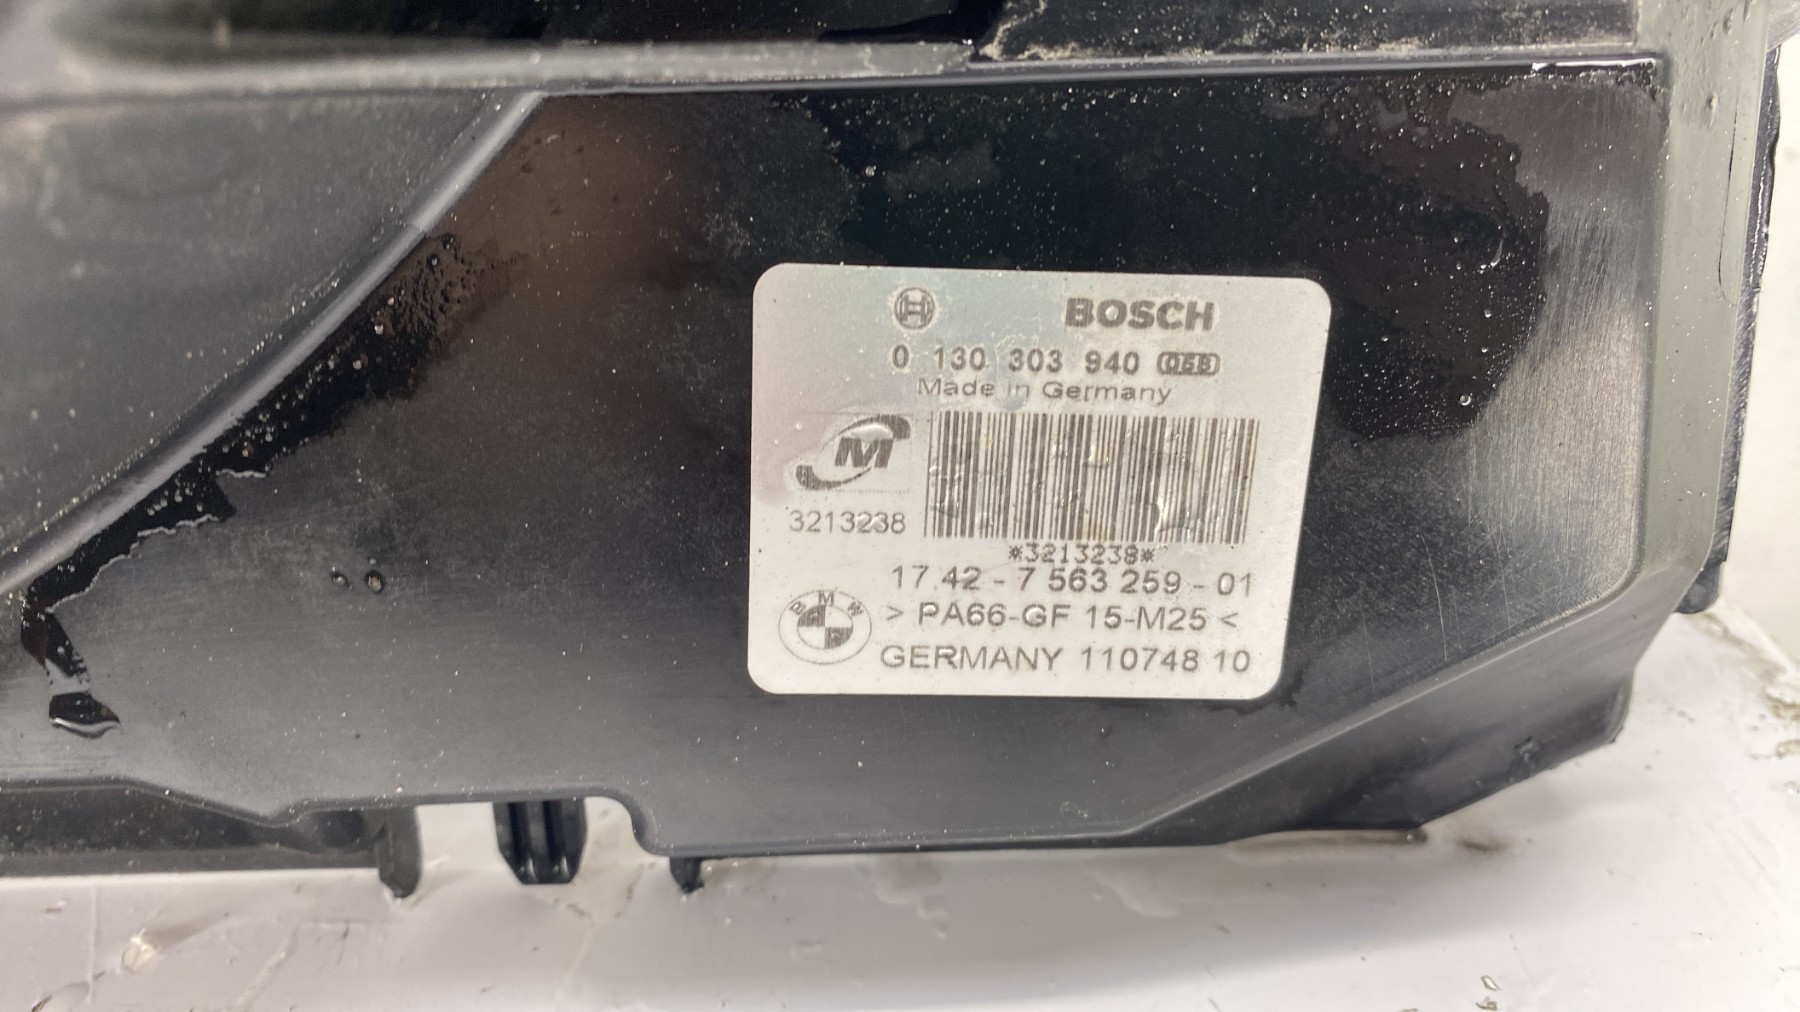 BOSCH
0 130 303 940
Made in Germany
M
3213238
*3213238*
17.42 - 7 563 259 - 01
BMW
> PA66-GF 15-M25 <
GERMANY 110748 10